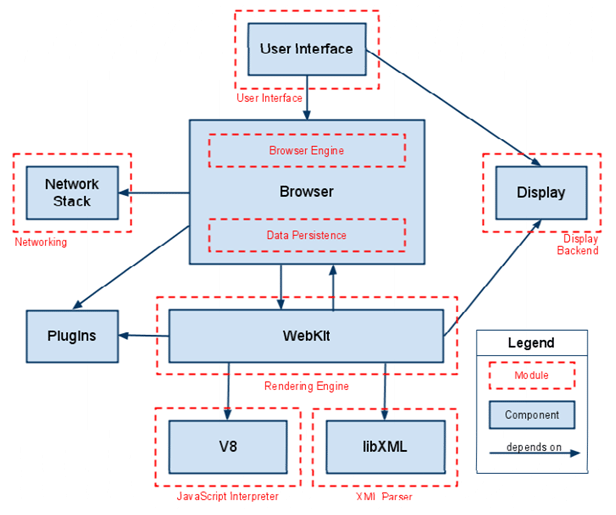 User Interface
User Interface
Browser Engine
Browser
Data Persistence
Network
Stack
Networking
Display
Display
Backend
PlugIns
WebKit
Rendering Engine
V8
JavaScript Interpreter
libXML
XML Parser
Legend
Module
Component
depends on